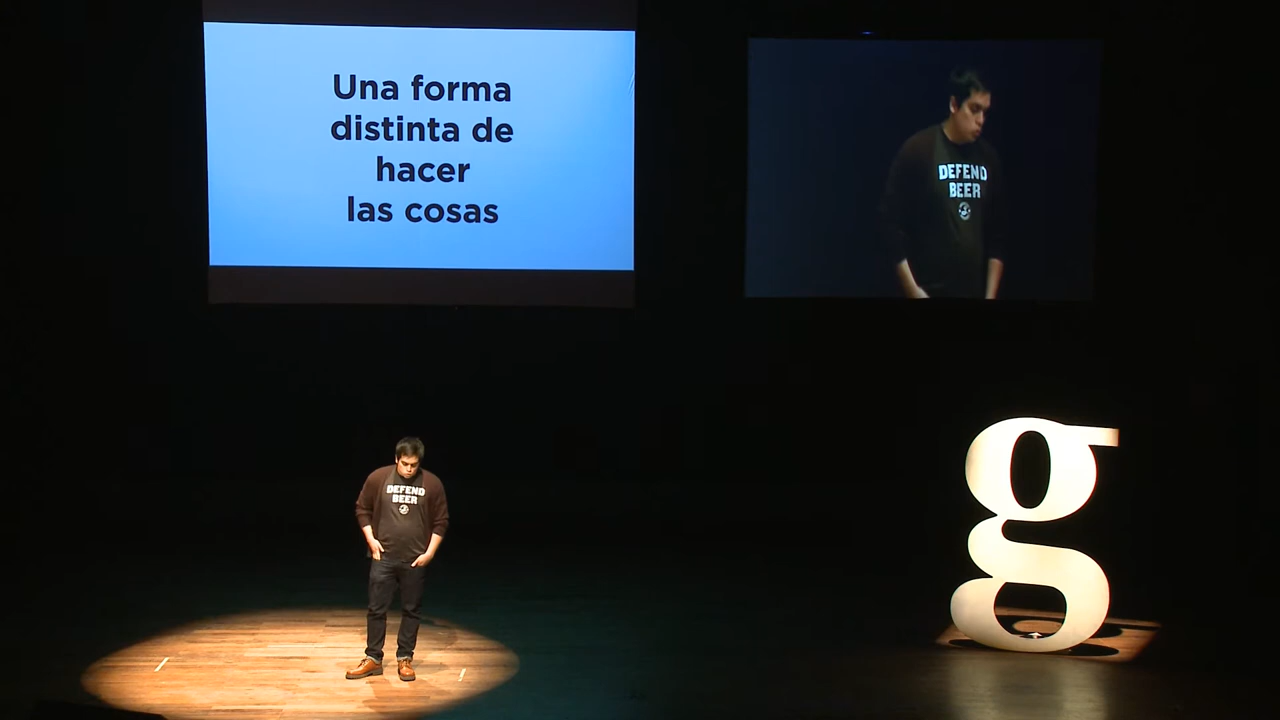 Una forma
distinta de
hacer
las cosas
DEFEND
BEER
DEFEND
BEER
g